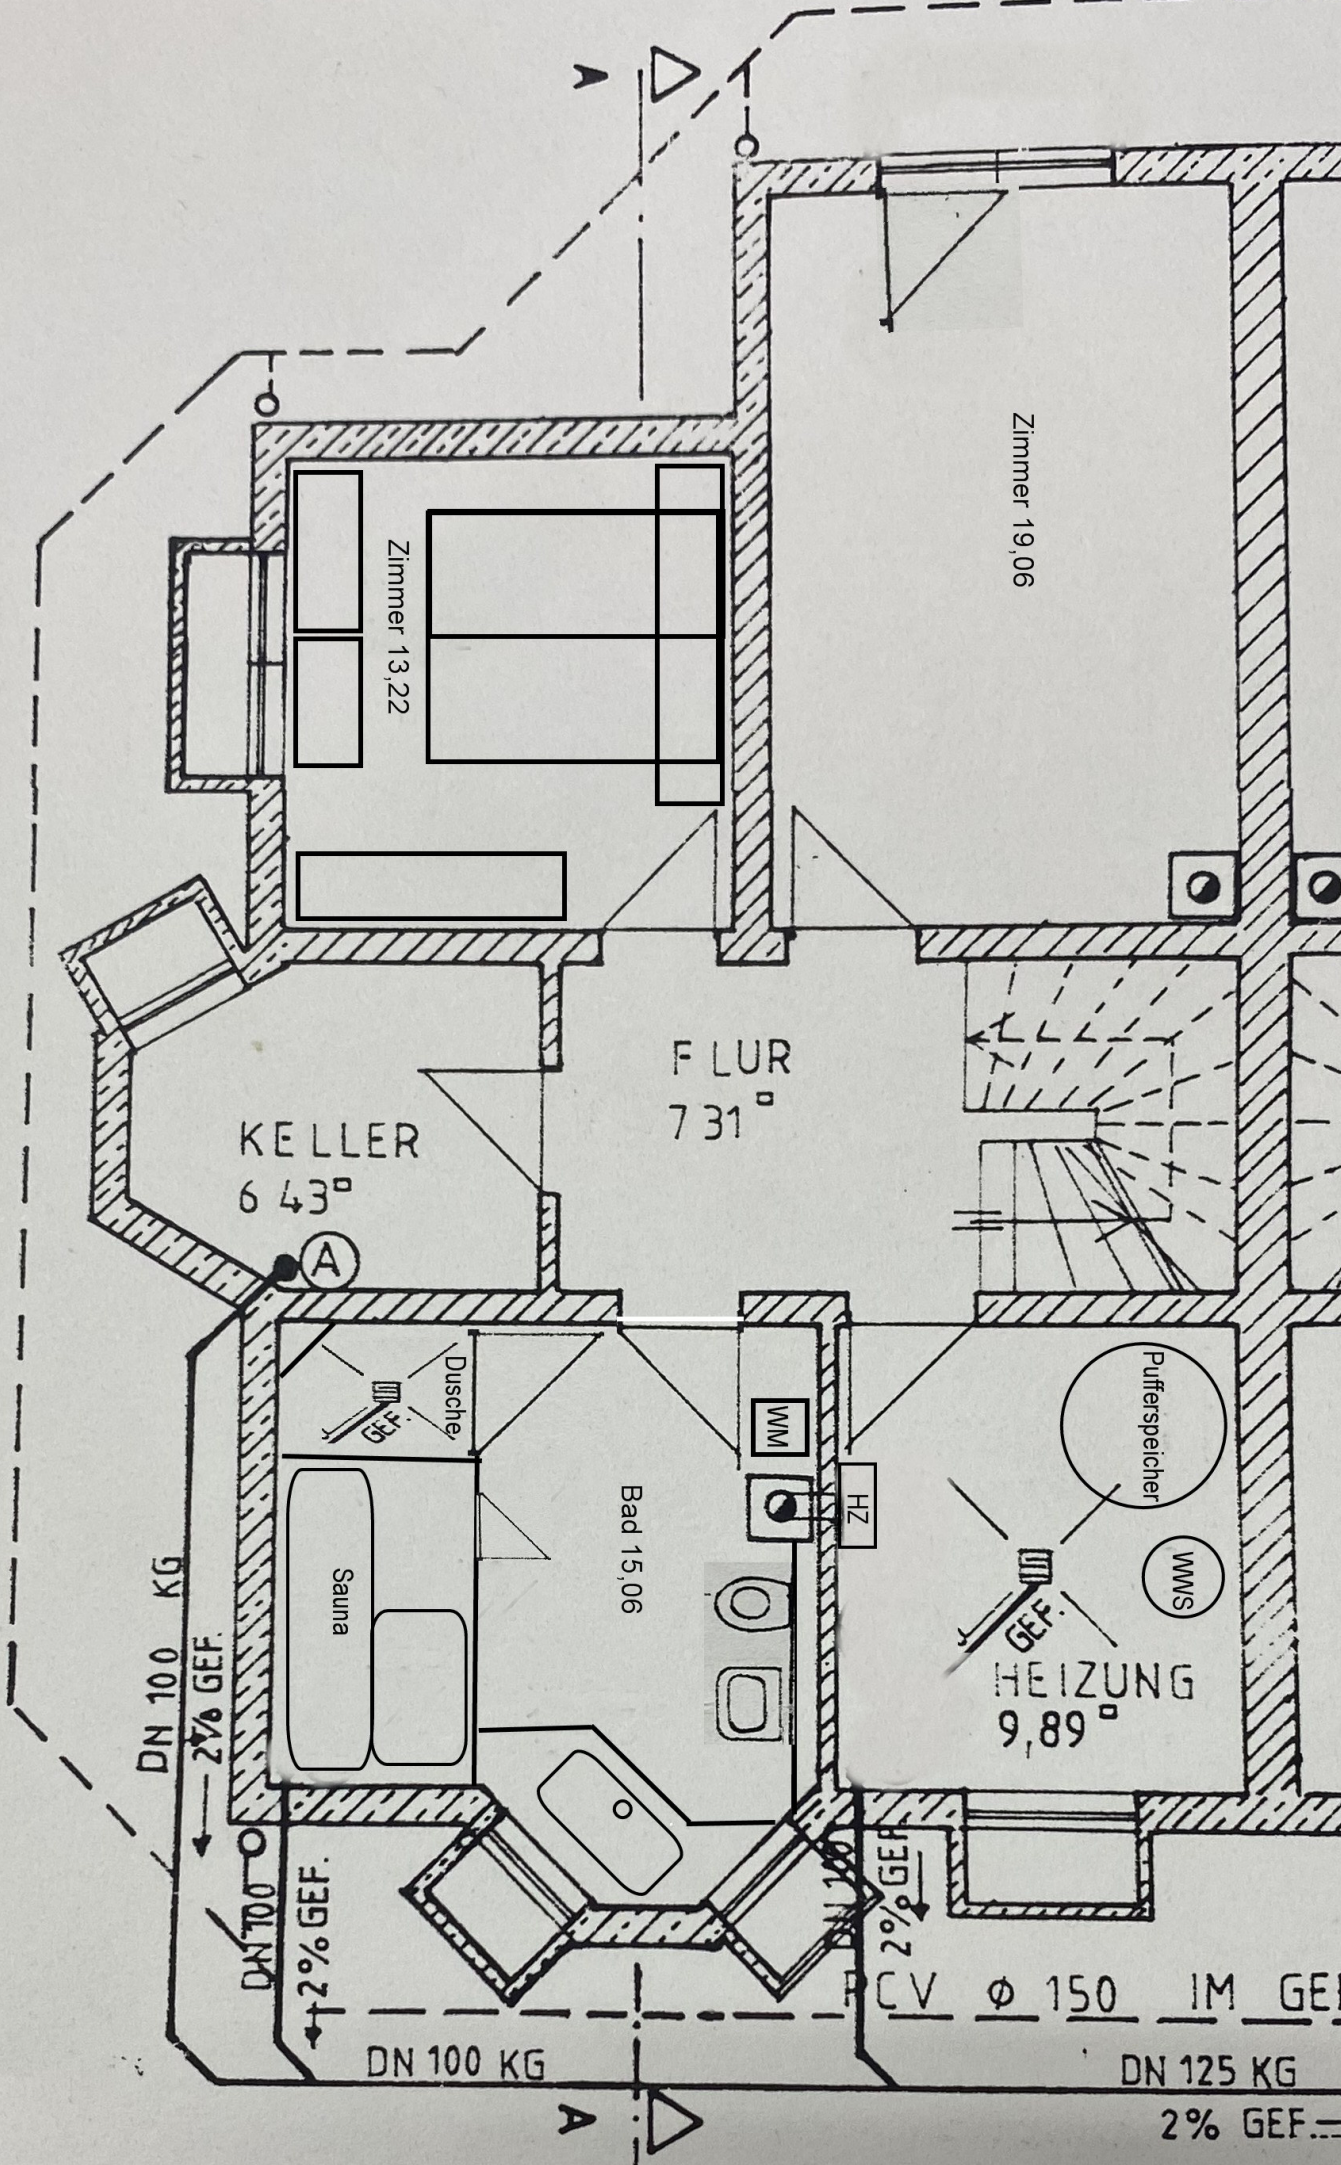 A
Zimmer 19,06
Zimmer 13,22
FLUR
7 31
KELLER
6 43
A
Dusche
GEF.
WM
Pufferspeicher
HZ
Bad 15,06
Sauna
WWS
GEF.
HEIZUNG
9,89
DN 100 KG
2% GEF.
DN 100
2% GEF.
2% GEF.
PCV Ø 150 IM GEF
DN 100 KG
DN 125 KG
A
2% GEF.